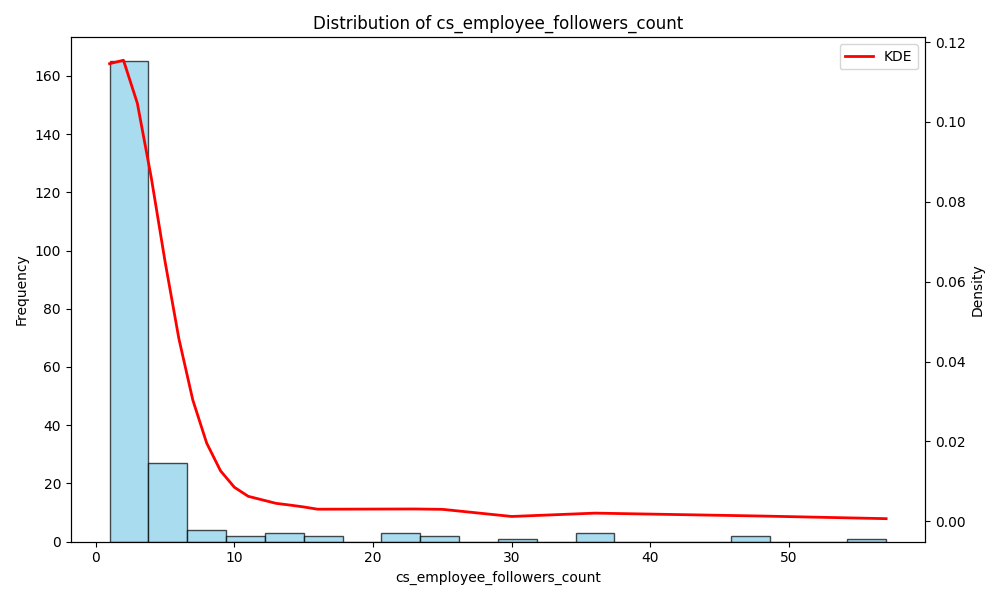 Distribution of cs_employee_followers_count
KDE
Frequency
160
140
120
100
80
60
40
20
0
0.12
0.10
0.08
0.06
0.04
0.02
0.00
Density
0 10 20 30 40 50
cs_employee_followers_count